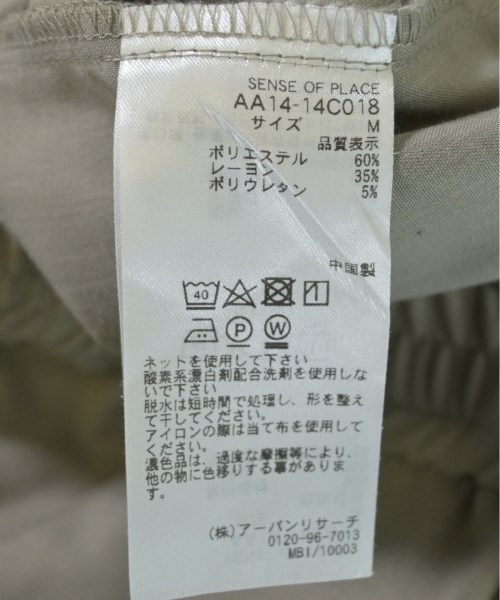 SENSE OF PLACE
AA14-14C018
サイズ M
品質表示
ポリエステル 60%
レーヨン 35%
ポリウレタン 5%
中国製
40
P W
ネットを使用して下さい
酸素系漂白剤配合洗剤を使用しな
いで下さい
脱水は短時間で処理し、形を整え
て干してください。
アイロンの際は当て布を使用して
ください。
濃色品は、過度な摩擦等により、
他の物に色移りする事がありま
す。
(株)アーバンリサーチ
0120-96-7013
MBI/10003